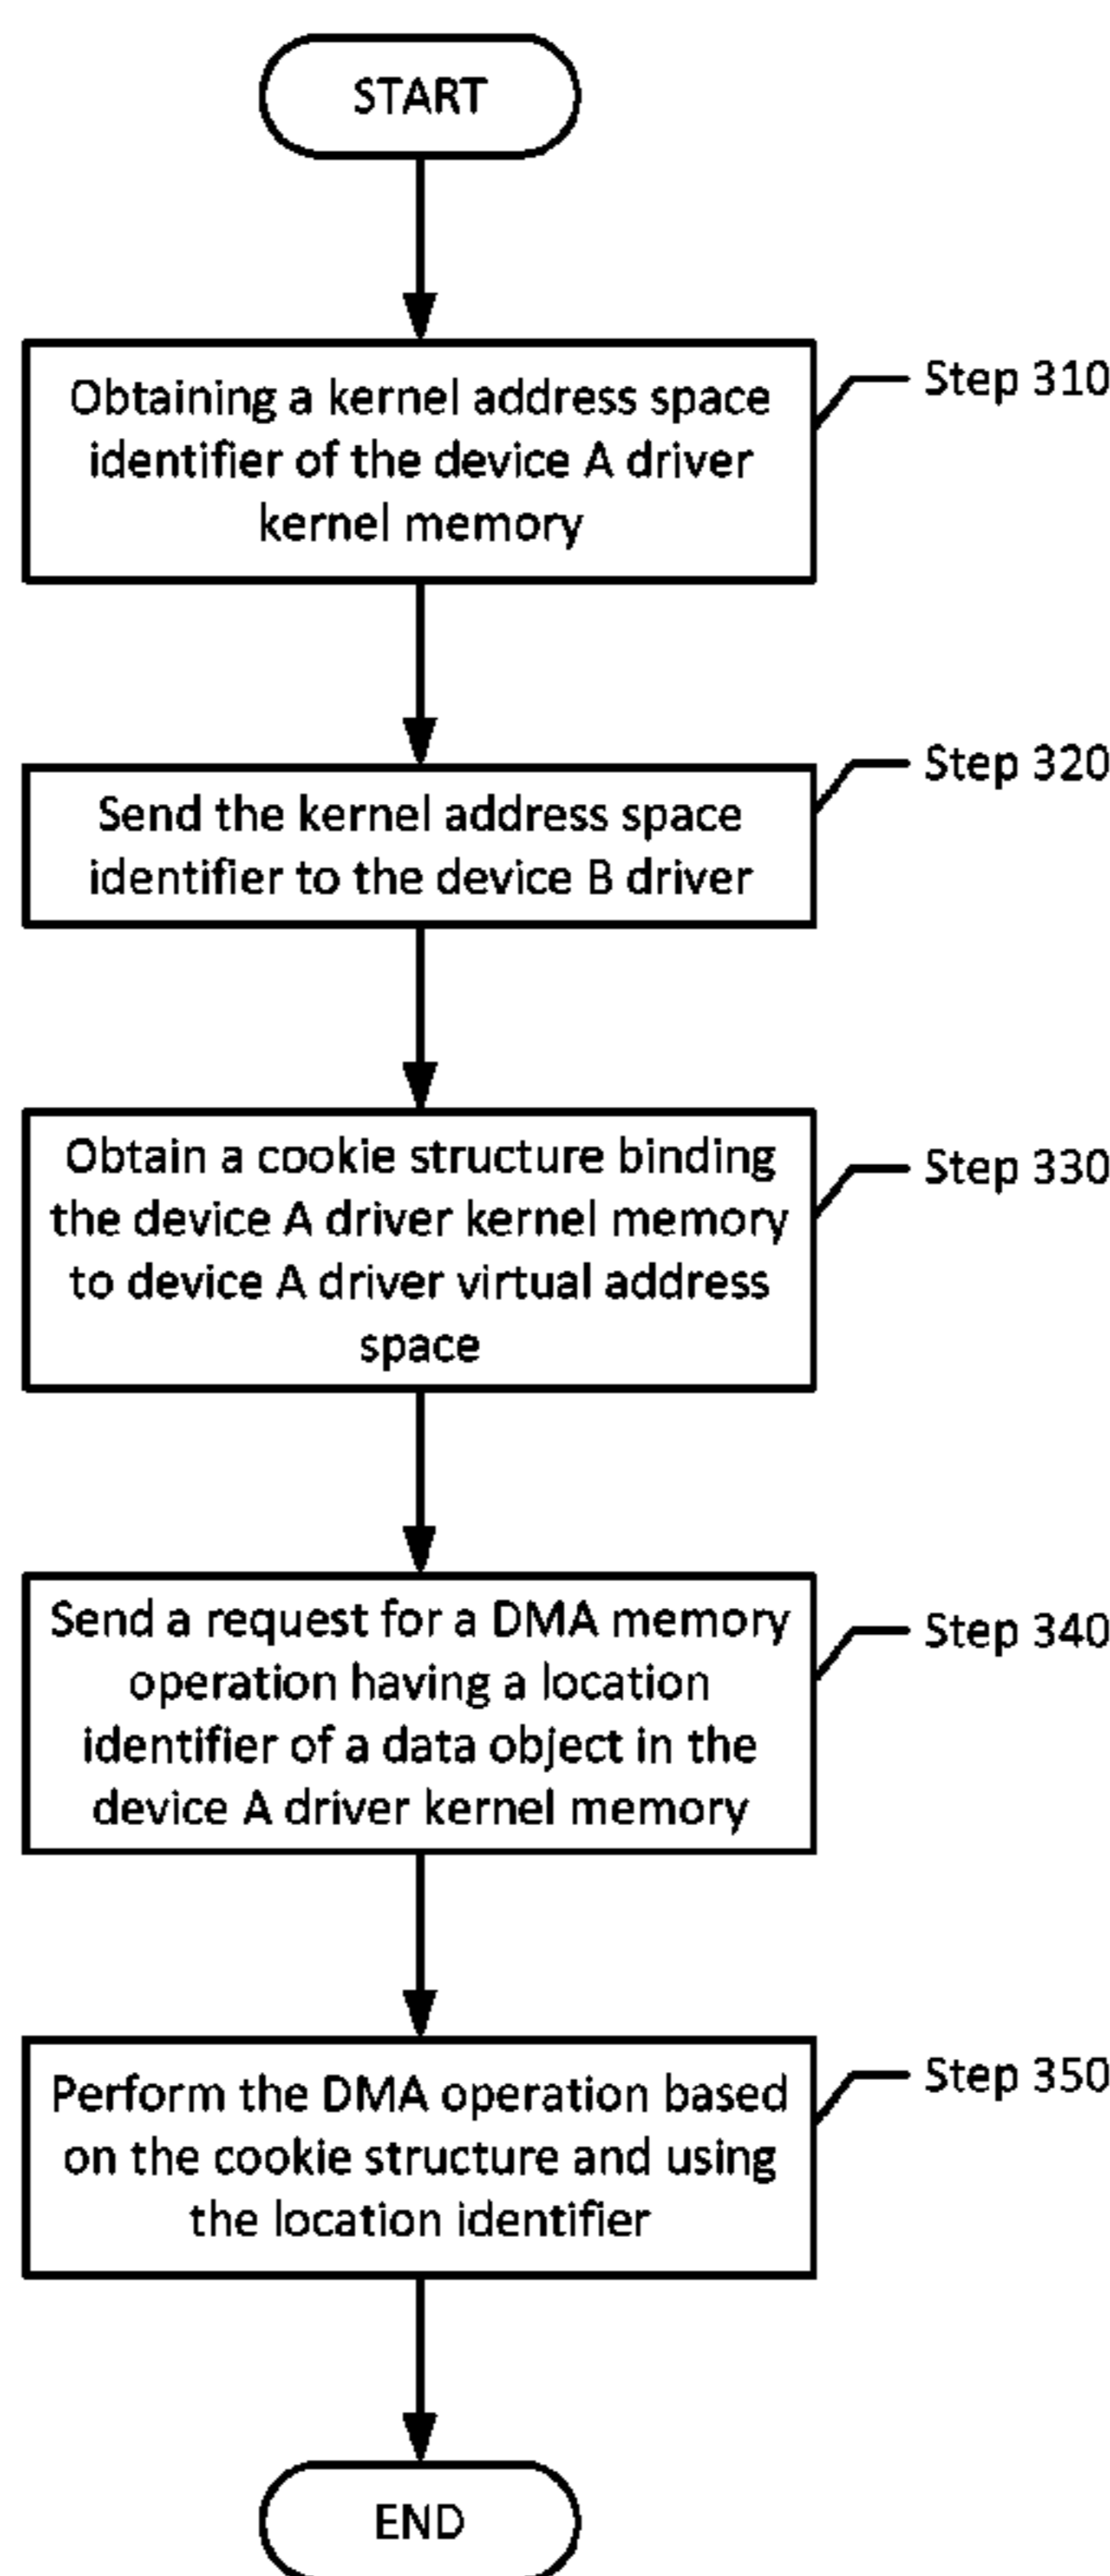 START
Obtaining a kernel address space
identifier of the device A driver
kernel memory
Step 310
Send the kernel address space
identifier to the device B driver
Step 320
Obtain a cookie structure binding
the device A driver kernel memory
to device A driver virtual address
space
Step 330
Send a request for a DMA memory
operation having a location
identifier of a data object in the
device A driver kernel memory
Step 340
Perform the DMA operation based
on the cookie structure and using
the location identifier
Step 350
END